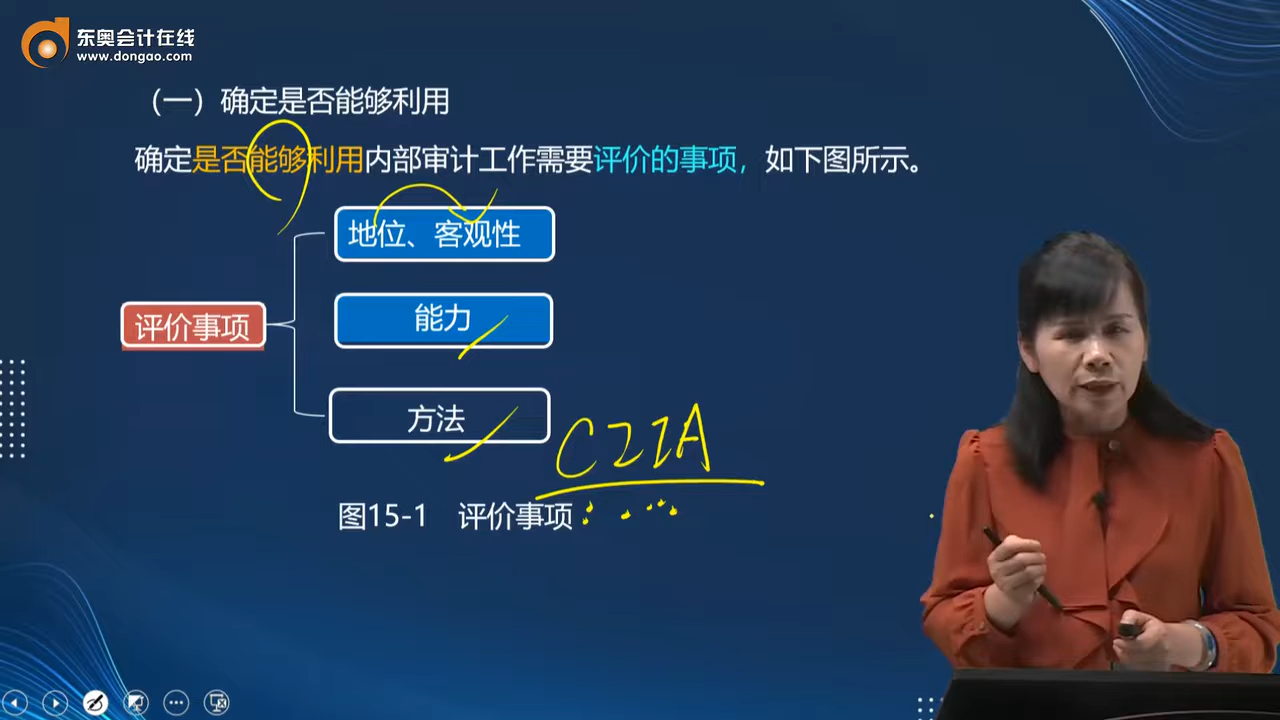 东奥会计在线
www.dongao.com
（一）确定是否能够利用
确定是否能够利用内部审计工作需要评价的事项，如下图所示。
地位、客观性
评价事项
能力
方法
CIIA
图15-1 评价事项